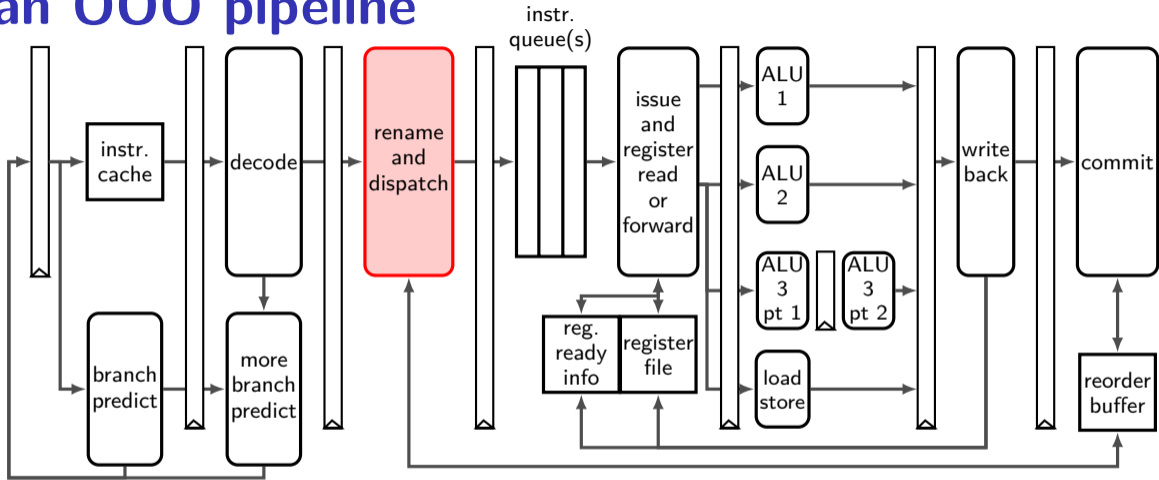 an OOO pipeline
instr.
queue(s)
instr.
cache
decode
rename
and
dispatch
issue
and
register
read
or
forward
ALU
1
ALU
2
ALU
3
pt 1
ALU
3
pt 2
load
store
write
back
commit
branch
predict
more
branch
predict
reg.
ready
info
register
file
reorder
buffer